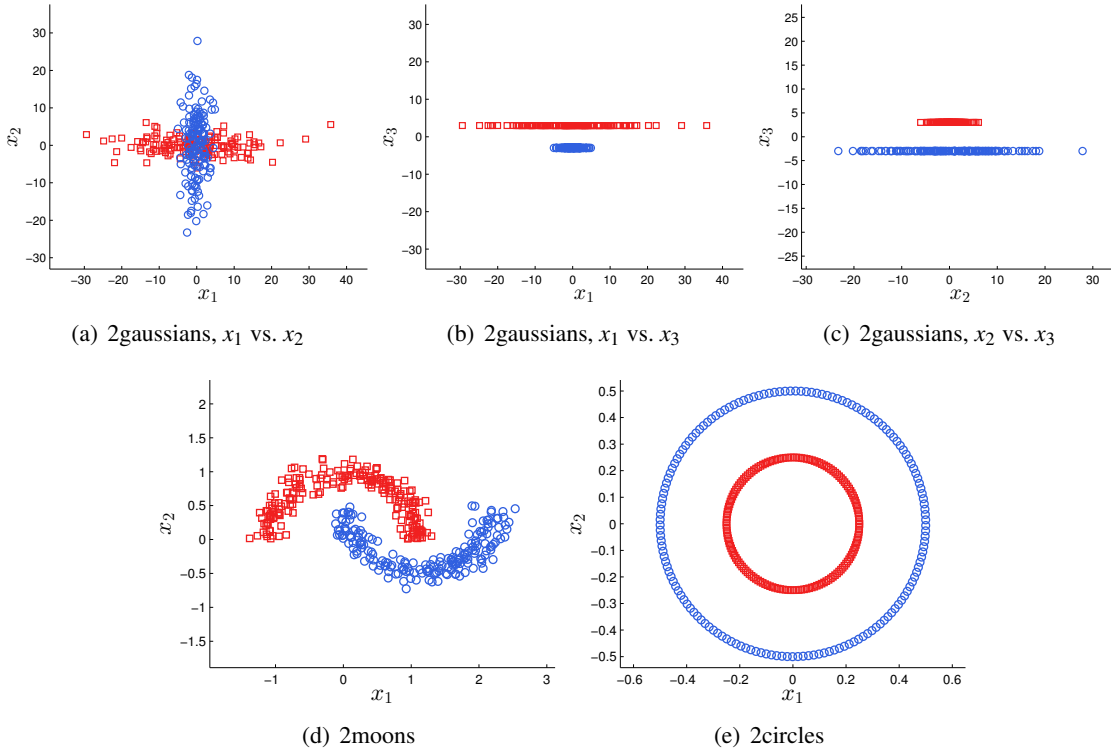 30
20
10
0
−10
−20
−30
−30 −20 −10 0 10 20 30 40
x2
x1
(a) 2gaussians, x1 vs. x2
30
20
10
0
−10
−20
−30
−30 −20 −10 0 10 20 30 40
x3
x1
(b) 2gaussians, x1 vs. x3
25
20
15
10
5
0
−5
−10
−15
−20
−25
−20 −10 0 10 20 30
x3
x2
(c) 2gaussians, x2 vs. x3
2
1.5
1
0.5
0
−0.5
−1
−1.5
−1 0 1 2 3
x2
x1
(d) 2moons
0.5
0.4
0.3
0.2
0.1
0
−0.1
−0.2
−0.3
−0.4
−0.5
−0.6 −0.4 −0.2 0 0.2 0.4 0.6
x2
x1
(e) 2circles